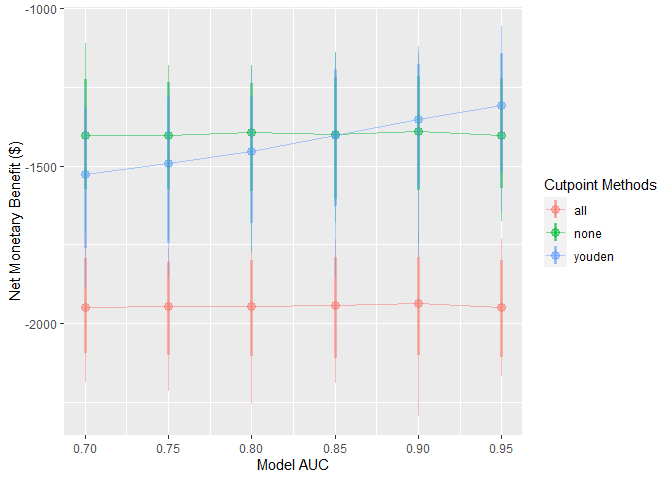 -1000
-1500
-2000
Net Monetary Benefit ($)
0.70 0.75 0.80 0.85 0.90 0.95
Model AUC
Cutpoint Methods
all
none
youden